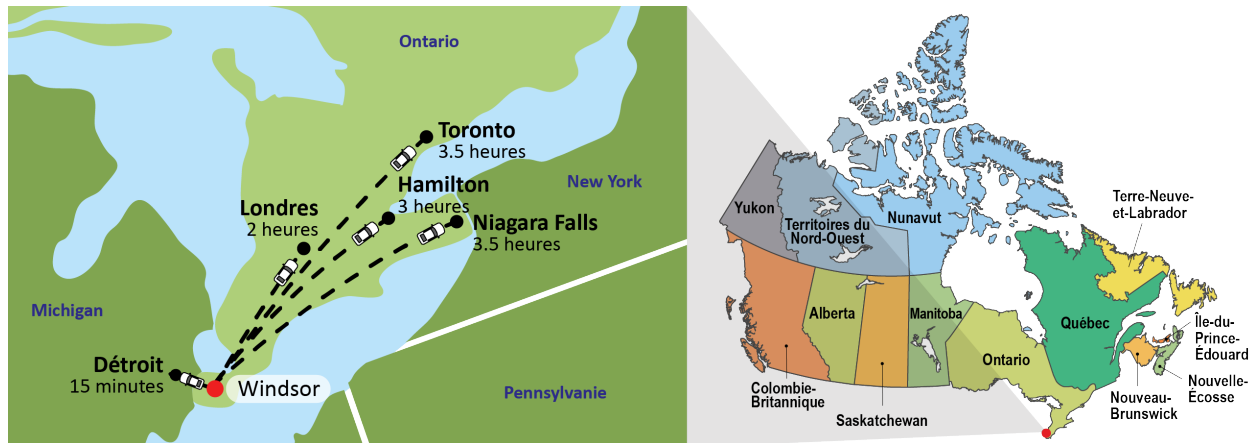 Ontario
Toronto
3.5 heures
Hamilton
3 heures
New York
Londres
2 heures
Niagara Falls
3.5 heures
Michigan
Détroit
15 minutes
Windsor
Pennsylvanie
Yukon
Territoires du
Nord-Ouest
Nunavut
Terre-Neuve-
et-Labrador
Alberta
Manitoba
Québec
Île-du-
Prince-
Édouard
Ontario
Colombie-
Britannique
Saskatchewan
Nouveau-
Brunswick
Nouvelle-
Écosse